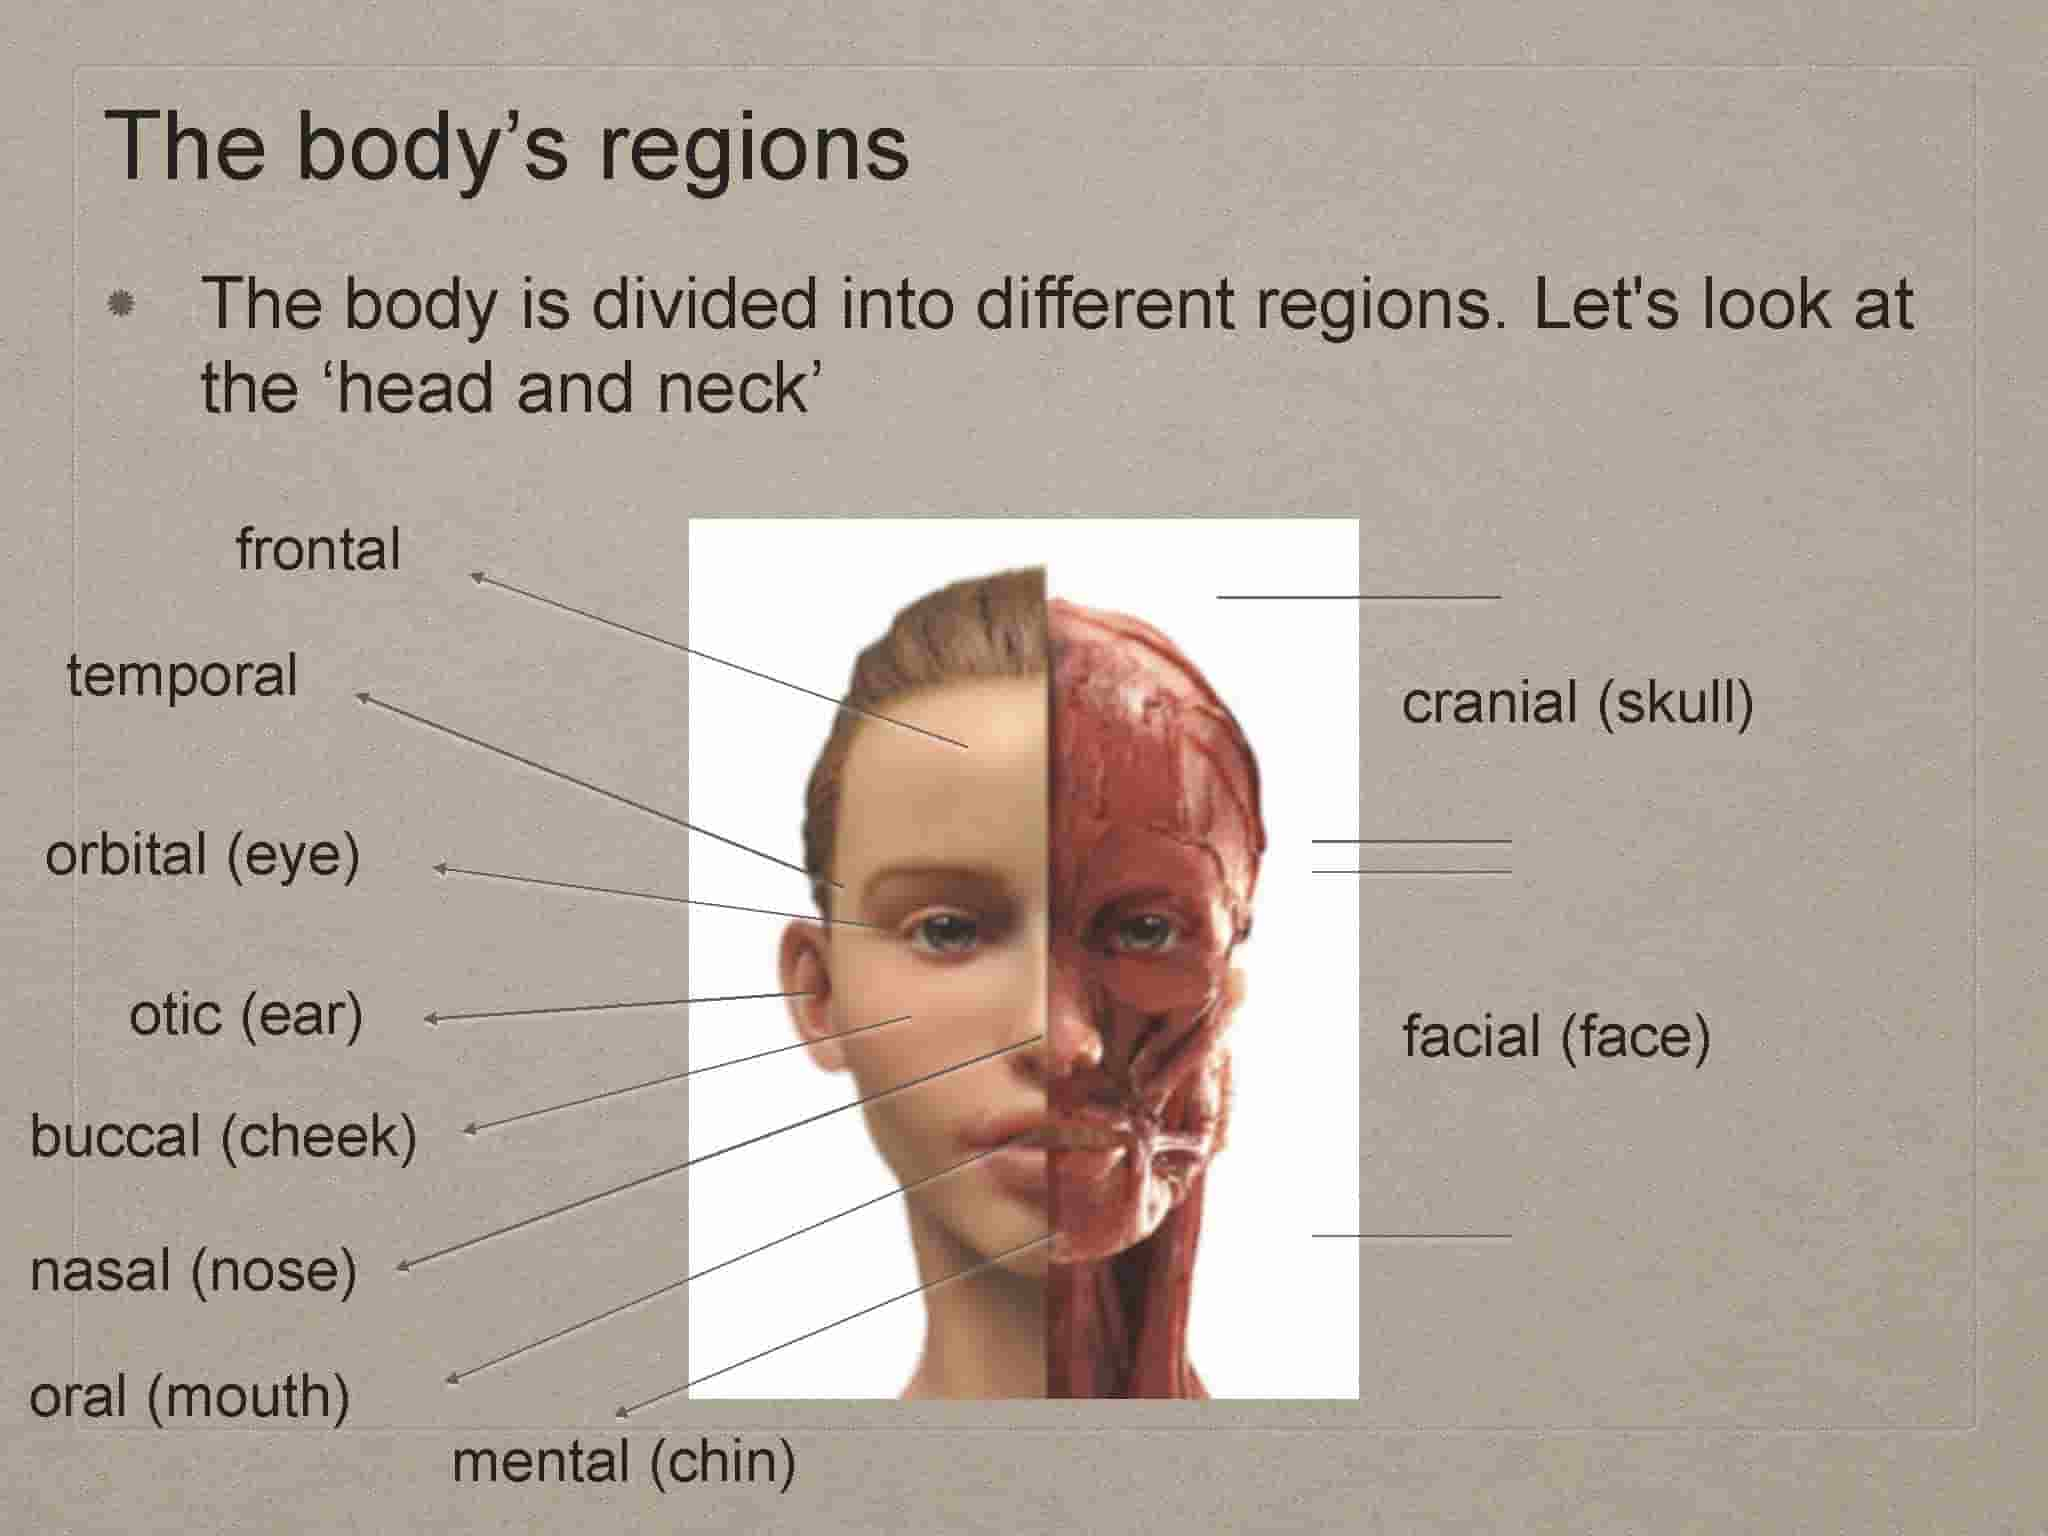 The body’s regions
The body is divided into different regions. Let's look at
the ‘head and neck’
frontal
temporal
orbital (eye)
otic (ear)
buccal (cheek)
nasal (nose)
oral (mouth)
mental (chin)
cranial (skull)
facial (face)